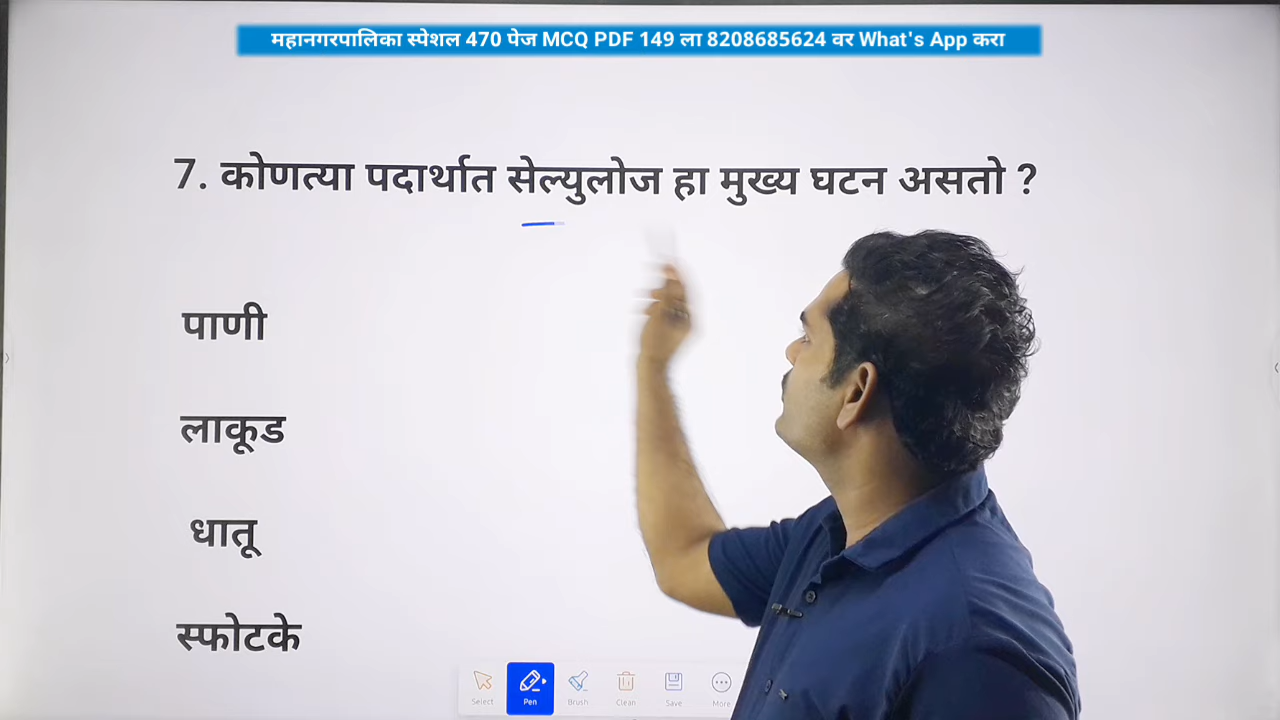 महानगरपालिका स्पेशल 470 पेज MCQ PDF 149 ला 8208685624 वर What's App करा
7. कोणत्या पदार्थात सेल्युलोज हा मुख्य घटन असतो ?
पाणी
लाकूड
धातू
स्फोटके
Select Pen Brush Clean Save More